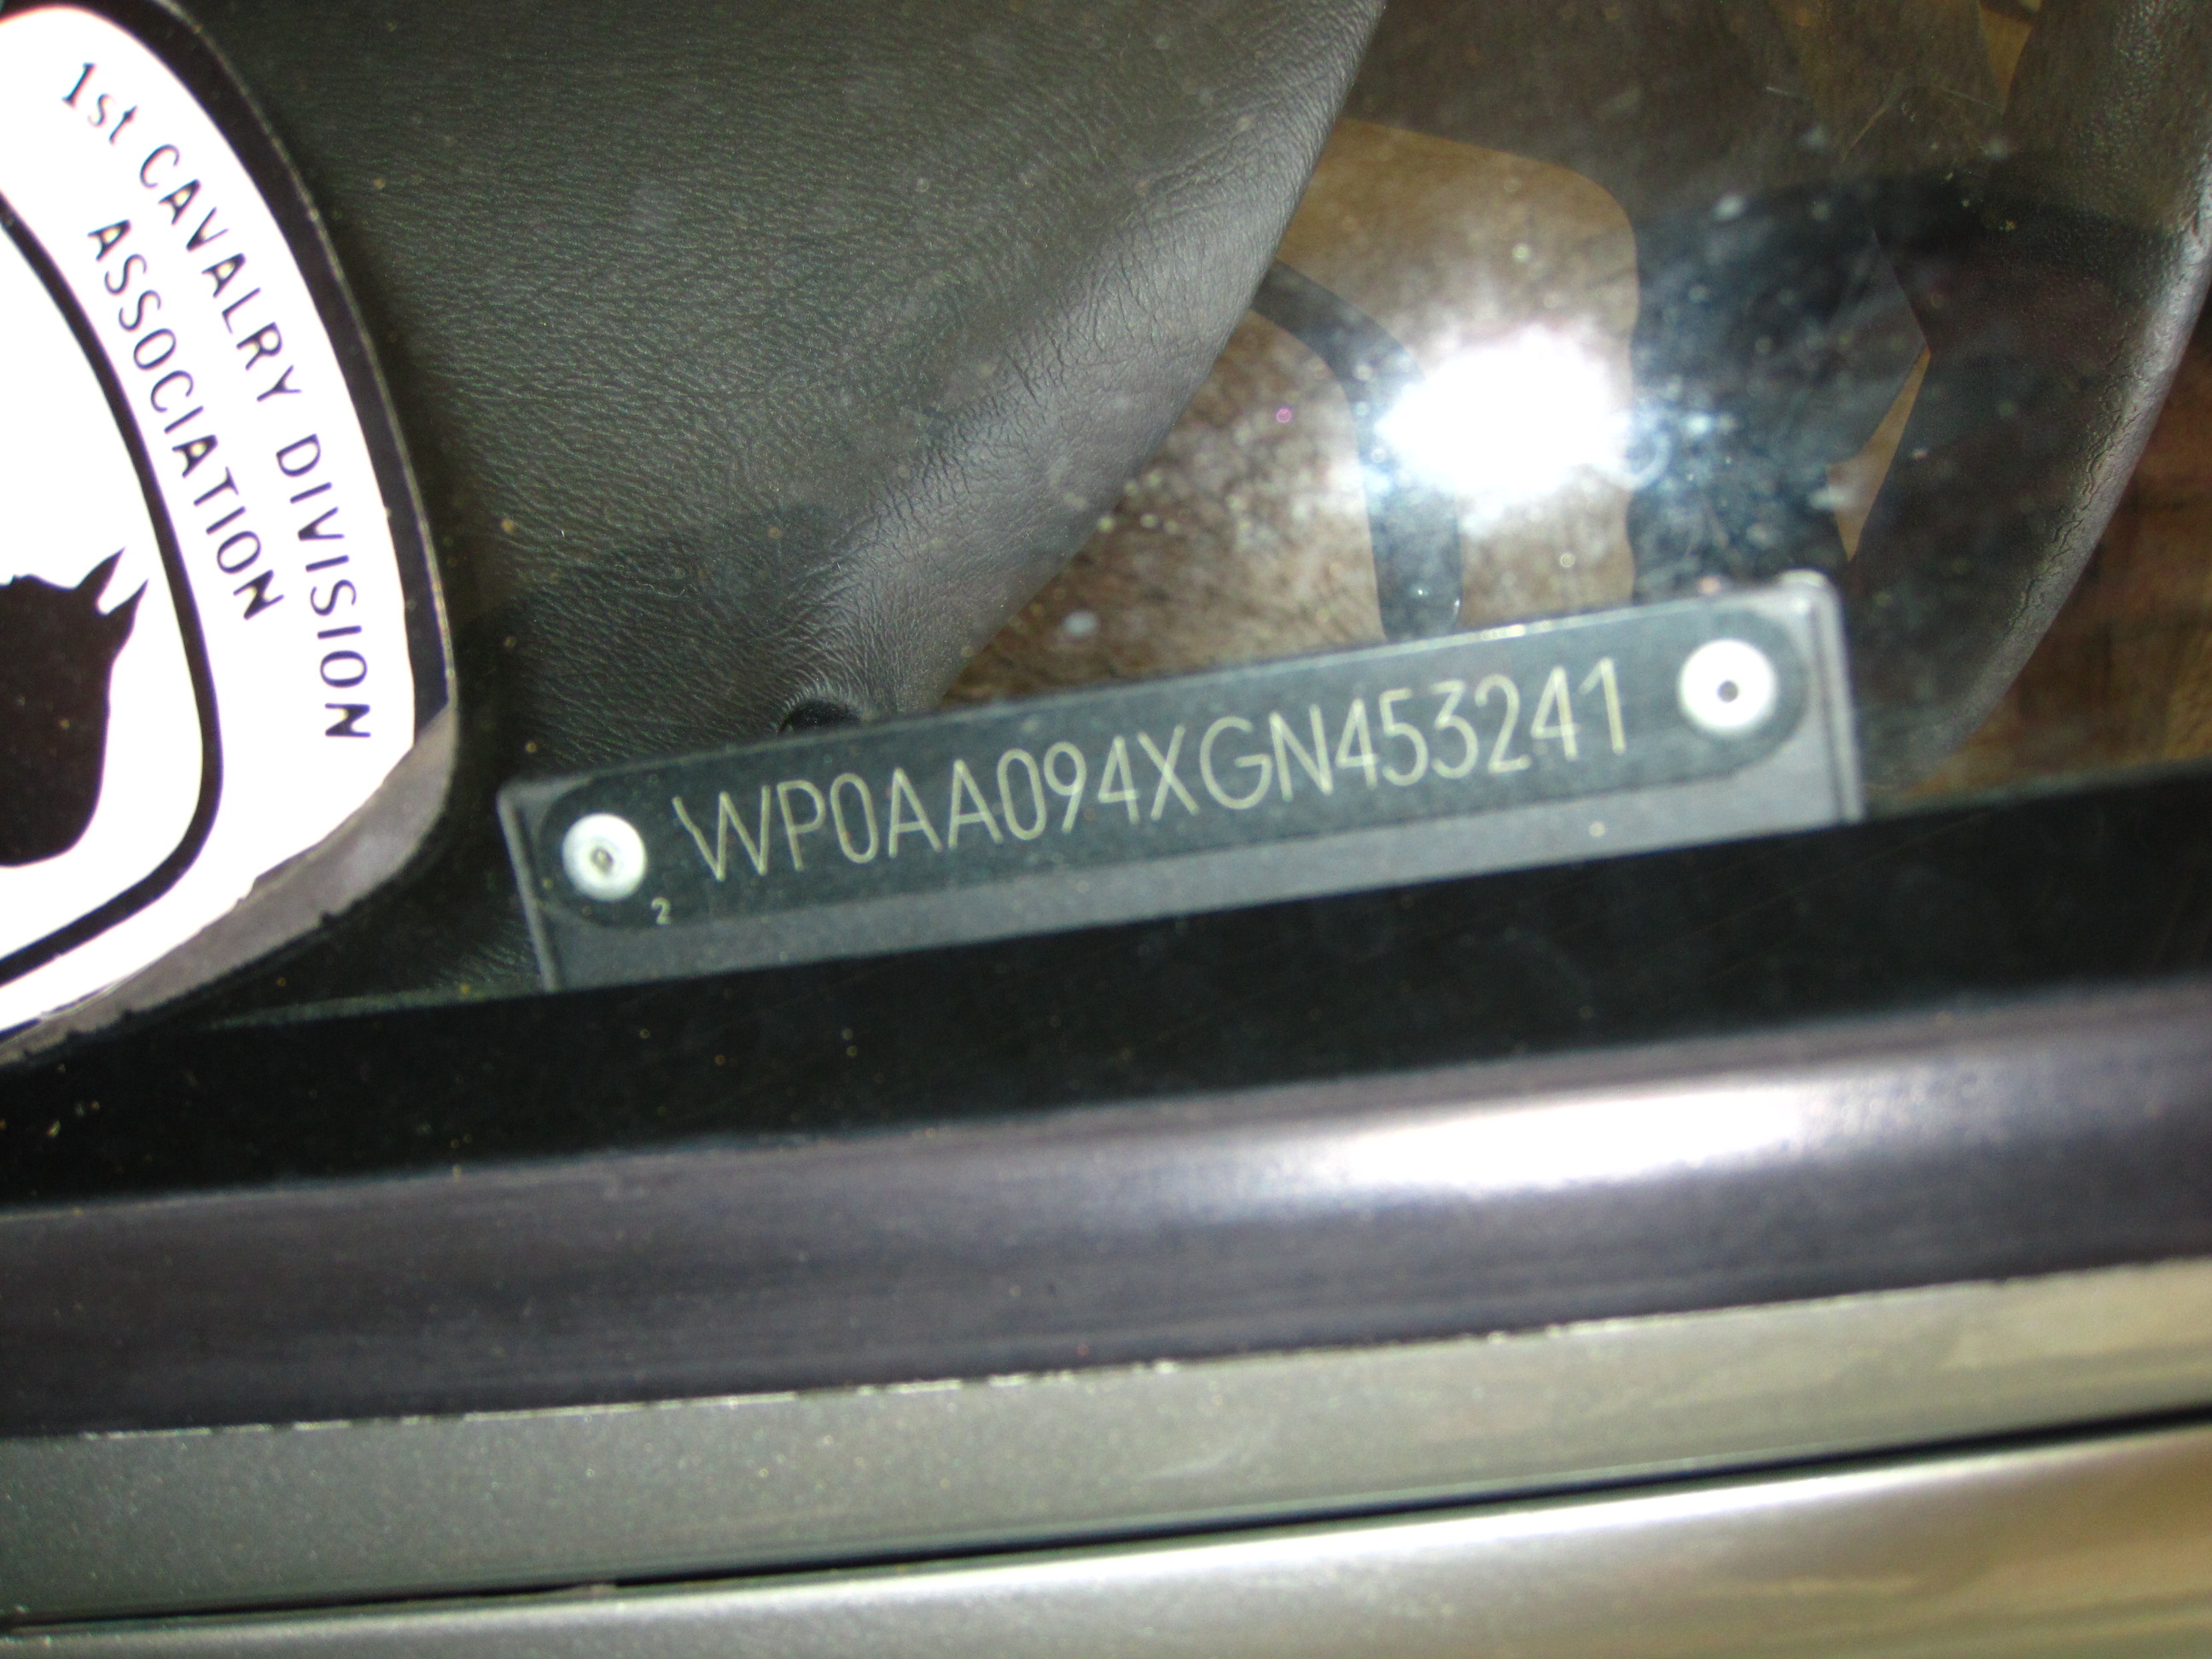 1st CAVALRY DIVISION
ASSOCIATION
WP0AA094XGN453241
2